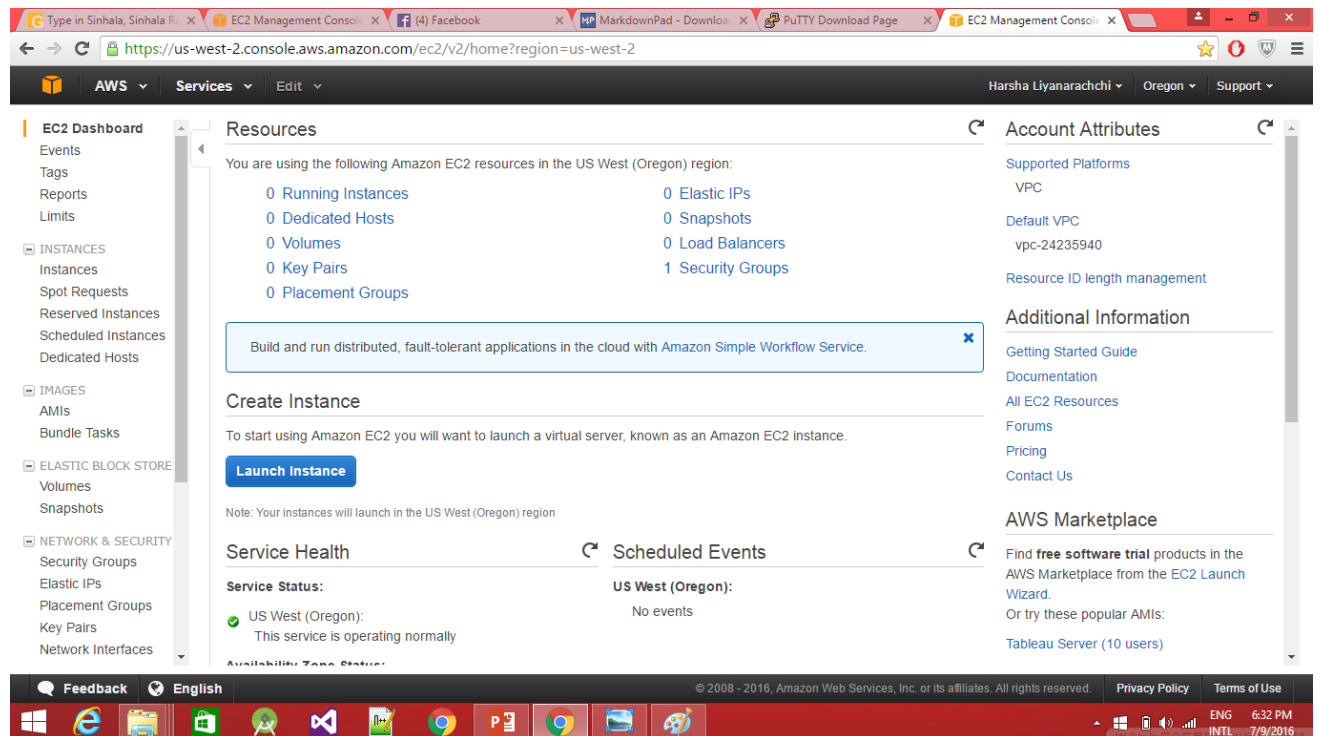 Type in Sinhala, Sinhala R
EC2 Management Console
(4) Facebook
MarkdownPad - Downloa
PuTTY Download Page
EC2 Management Console
https://us-west-2.console.aws.amazon.com/ec2/v2/home?region=us-west-2
AWS
Services
Edit
Harsha Liyanarachchi
Oregon
Support
EC2 Dashboard
Events
Tags
Reports
Limits
INSTANCES
Instances
Spot Requests
Reserved Instances
Scheduled Instances
Dedicated Hosts
IMAGES
AMIs
Bundle Tasks
ELASTIC BLOCK STORE
Volumes
Snapshots
NETWORK & SECURITY
Security Groups
Elastic IPs
Placement Groups
Key Pairs
Network Interfaces
Resources
You are using the following Amazon EC2 resources in the US West (Oregon) region:
0 Running Instances
0 Dedicated Hosts
0 Volumes
0 Key Pairs
0 Placement Groups
0 Elastic IPs
0 Snapshots
0 Load Balancers
1 Security Groups
Build and run distributed, fault-tolerant applications in the cloud with Amazon Simple Workflow Service.
Create Instance
To start using Amazon EC2 you will want to launch a virtual server, known as an Amazon EC2 instance.
Launch Instance
Note: Your instances will launch in the US West (Oregon) region
Service Health
Service Status:
US West (Oregon):
This service is operating normally
Availability Zone Status:
Scheduled Events
US West (Oregon):
No events
Account Attributes
Supported Platforms
VPC
Default VPC
vpc-24235940
Resource ID length management
Additional Information
Getting Started Guide
Documentation
All EC2 Resources
Forums
Pricing
Contact Us
AWS Marketplace
Find free software trial products in the
AWS Marketplace from the EC2 Launch
Wizard.
Or try these popular AMIs:
Tableau Server (10 users)
Feedback
English
© 2008 - 2016, Amazon Web Services, Inc. or its affiliates. All rights reserved.
Privacy Policy
Terms of Use
ENG
INTL
6:32 PM
7/9/2016